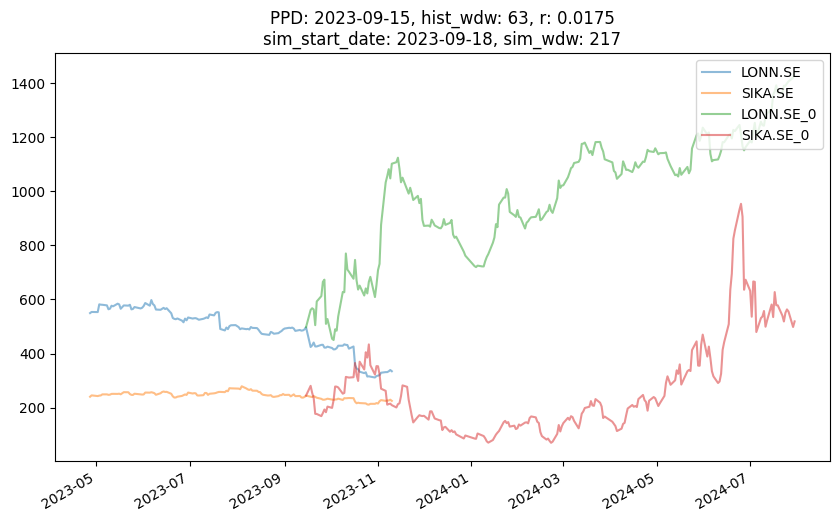 PPD: 2023-09-15, hist_wdw: 63, r: 0.0175
sim_start_date: 2023-09-18, sim_wdw: 217
LONN.SE
SIKA.SE
LONN.SE_0
SIKA.SE_0
1400
1200
1000
800
600
400
200
2023-05
2023-07
2023-09
2023-11
2024-01
2024-03
2024-05
2024-07